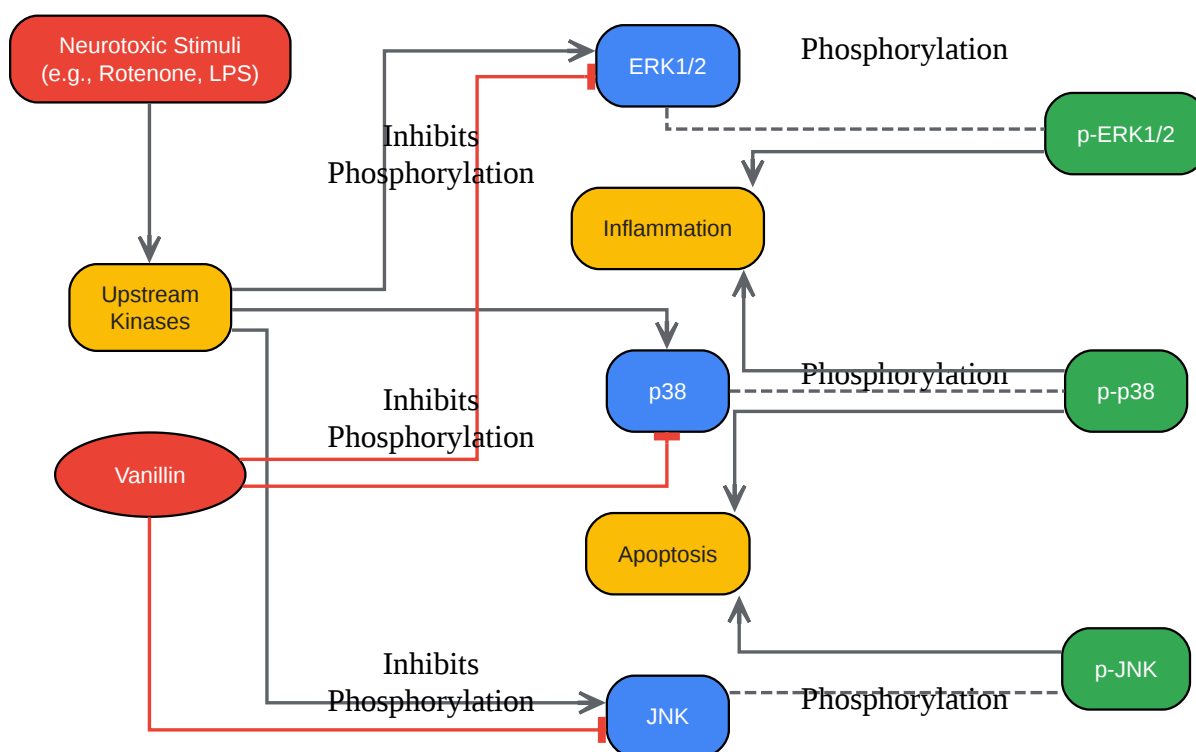 Neurotoxic Stimuli
(e.g., Rotenone, LPS)
ERK1/2
Phosphorylation
p-ERK1/2
Inhibits
Phosphorylation
Inflammation
Upstream
Kinases
p38
Phosphorylation
p-p38
Inhibits
Phosphorylation
Vanillin
Apoptosis
Inhibits
Phosphorylation
JNK
Phosphorylation
p-JNK